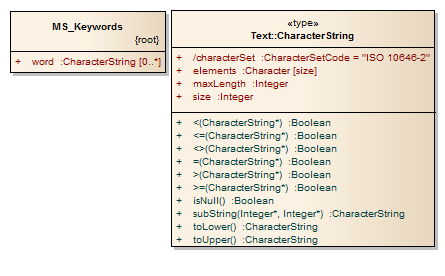 MS_Keywords
{root}
+ word :CharacterString [0..*]
«type»
Text::CharacterString
+ /characterSet :CharacterSetCode = "ISO 10646-2"
+ elements :Character [size]
+ maxLength :Integer
+ size :Integer
+ <(CharacterString*) :Boolean
+ <=(CharacterString*) :Boolean
+ <>(CharacterString*) :Boolean
+ =(CharacterString*) :Boolean
+ >(CharacterString*) :Boolean
+ >=(CharacterString*) :Boolean
+ isNull() :Boolean
+ subString(Integer*, Integer*) :CharacterString
+ toLower() :CharacterString
+ toUpper() :CharacterString